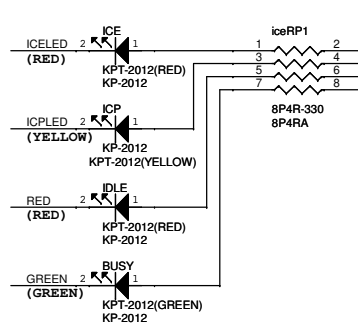 ICE
iceRP1
ICELED 2 1
(RED)
KPT-2012(RED)
KP-2012
1 2
3 4
5 6
7 8
8P4R-330
8P4RA
ICP
ICPLED 2 1
(YELLOW)
KP-2012
KPT-2012(YELLOW)
IDLE
RED 2 1
(RED)
KPT-2012(RED)
KP-2012
BUSY
GREEN 2 1
(GREEN)
KPT-2012(GREEN)
KP-2012